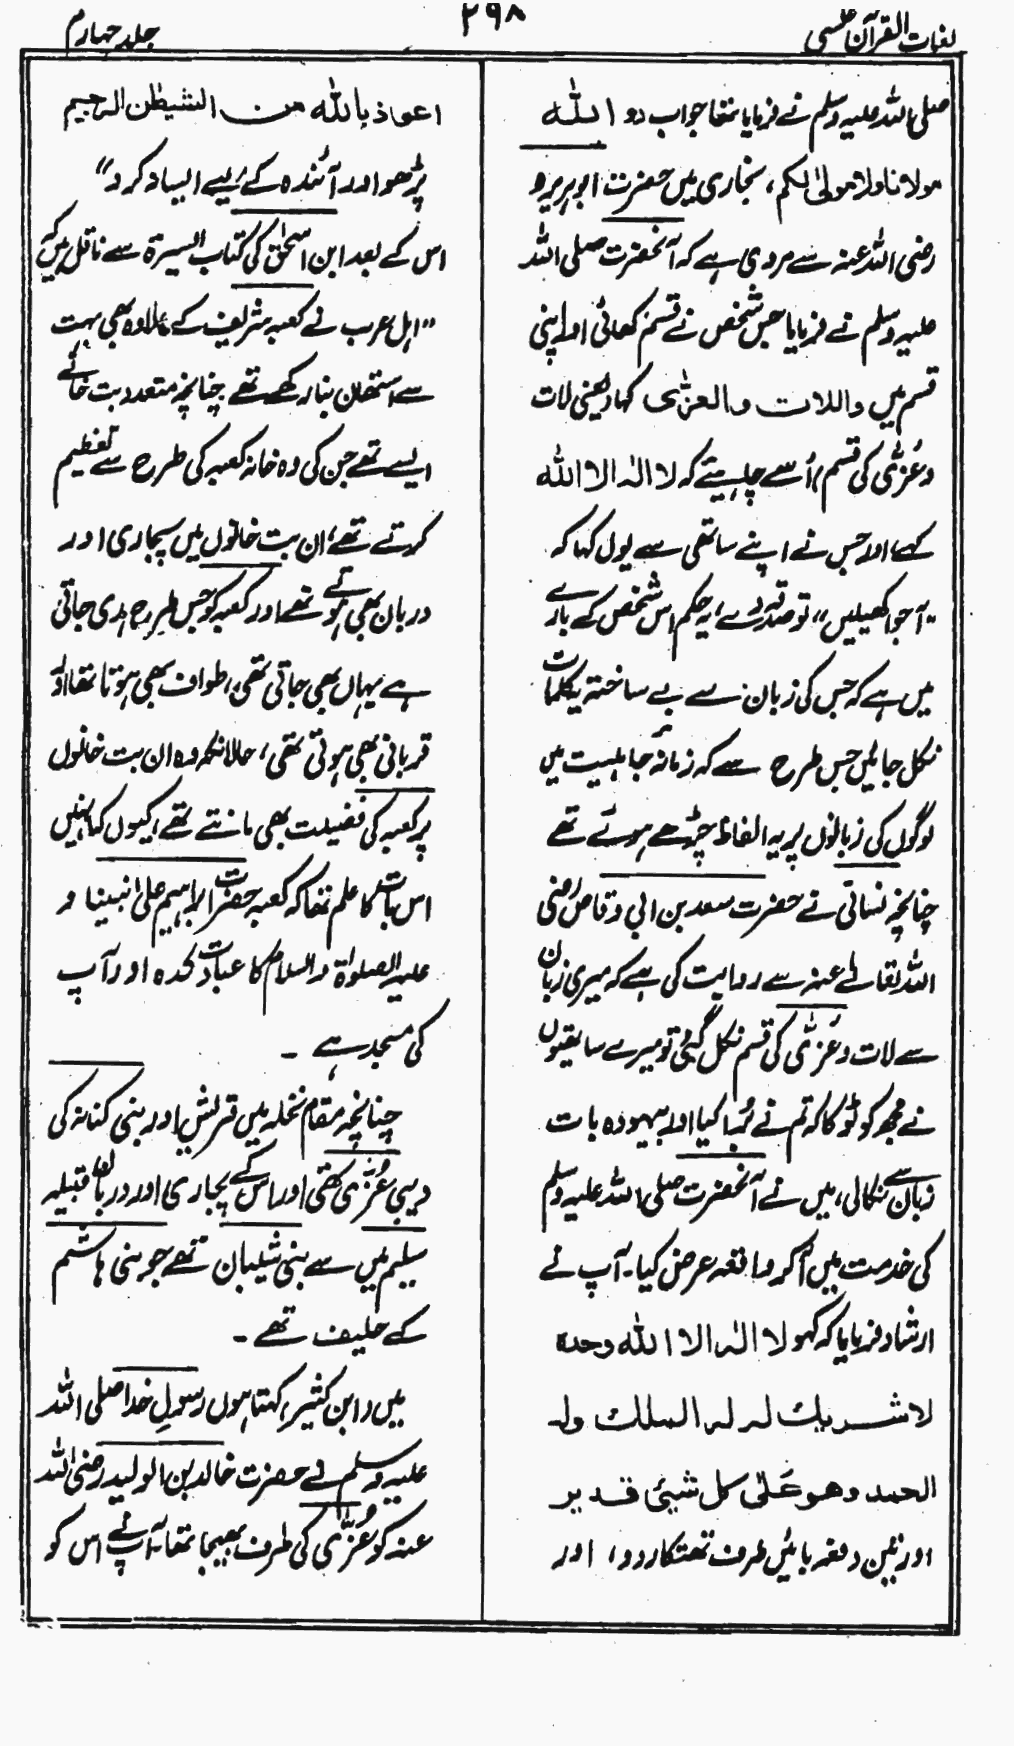 لغات القرآن عکسی
۲۹۸
جلد چہارم
صلی اللہ علیہ وسلم نے فرمایا تھا جواب دو اللہ
مولانا ولا مولیٰ لکم، بخاری میں حضرت ابو ہریرہ
رضی اللہ عنہ سے مروی ہے کہ آنحضرت صلی اللہ
علیہ وسلم نے فرمایا جس شخص نے قسم کھائی اور اپنی
قسم میں واللات والعزیٰ کہا (یعنی لات
وعُزّٰی کی قسم) اُسے چاہیئے کہ لا الہ الا اللہ
کہے اور جس نے اپنے ساتھی سے یوں کہا کہ
"آ جوا کھیلیں" تو صدقہ دے، یہ حکم اس شخص کے بارے
میں ہے کہ جس کی زبان سے بے ساختہ یہ کلمات
نکل جائیں جس طرح سے کہ زمانہ جاہلیت میں
لوگوں کی زبانوں پر یہ الفاظ چڑھے ہوئے تھے
چنانچہ نسائی نے حضرت سعد بن ابی وقاص رضی
اللہ تعالےٰ عنہ سے روایت کی ہے کہ میری زبان
سے لات وعُزّٰی کی قسم نکل گئی تو میرے ساتھیوں
نے مجھ کو ٹوکا کہ تم نے بُرا کیا اور بیہودہ بات
زبان سے نکالی، میں نے آنحضرت صلی اللہ علیہ وسلم
کی خدمت میں آکر واقعہ عرض کیا۔ آپ نے
ارشاد فرمایا کہ کہو لا الٰہ الا اللہ وحدہ
لا شریک لہ لہ الملک ولہ
الحمد وھو عَلیٰ کل شیئی قدیر
اور تین دفعہ بائیں طرف تھتکار دو، اور
اعوذ باللہ من الشیطٰن الرجیم
پڑھو اور آئندہ کے لیے ایسا نہ کرو"
اس کے بعد ابن اسحٰق کی کتاب السیرۃ سے ناقل ہیں کہ
"اہل عرب نے کعبہ شریف کے علاوہ بھی بہت
سے استھان بنا رکھے تھے چنانچہ متعدد بت خانے
ایسے تھے جن کی وہ خانہ کعبہ کی طرح سے تعظیم
کرتے تھے، ان بت خانوں میں پجاری اور
دربان بھی ہوتے تھے اور کعبہ کو جس طرح ہدی جاتی
ہے یہاں بھی جاتی تھی، طواف بھی ہوتا تھا اور
قربانی بھی ہوتی تھی، حالانکہ وہ ان بت خانوں
پر کعبہ کی فضیلت بھی مانتے تھے، کیوں کہ انہیں
اس بات کا علم تھا کہ کعبہ حضرت ابراہیم علیٰ نبینا و
علیہ الصلوٰۃ والسلام کا عبادت کدہ اور آپ
کی مسجد ہے۔
چنانچہ مقام نخلہ میں قریش اور بنی کنانہ کی
دیبی عُزّٰی تھی اور اس کے پجاری اور دربان قبیلہ
سلیم میں سے بنی شیبان تھے جو بنی ہاشم
کے حلیف تھے۔
میں (ابن کثیر) کہتا ہوں رسولِ خدا صلی اللہ
علیہ وسلم نے حضرت خالد بن الولید رضی اللہ
عنہ کو عُزّٰی کی طرف بھیجا تھا آپ نے اس کو